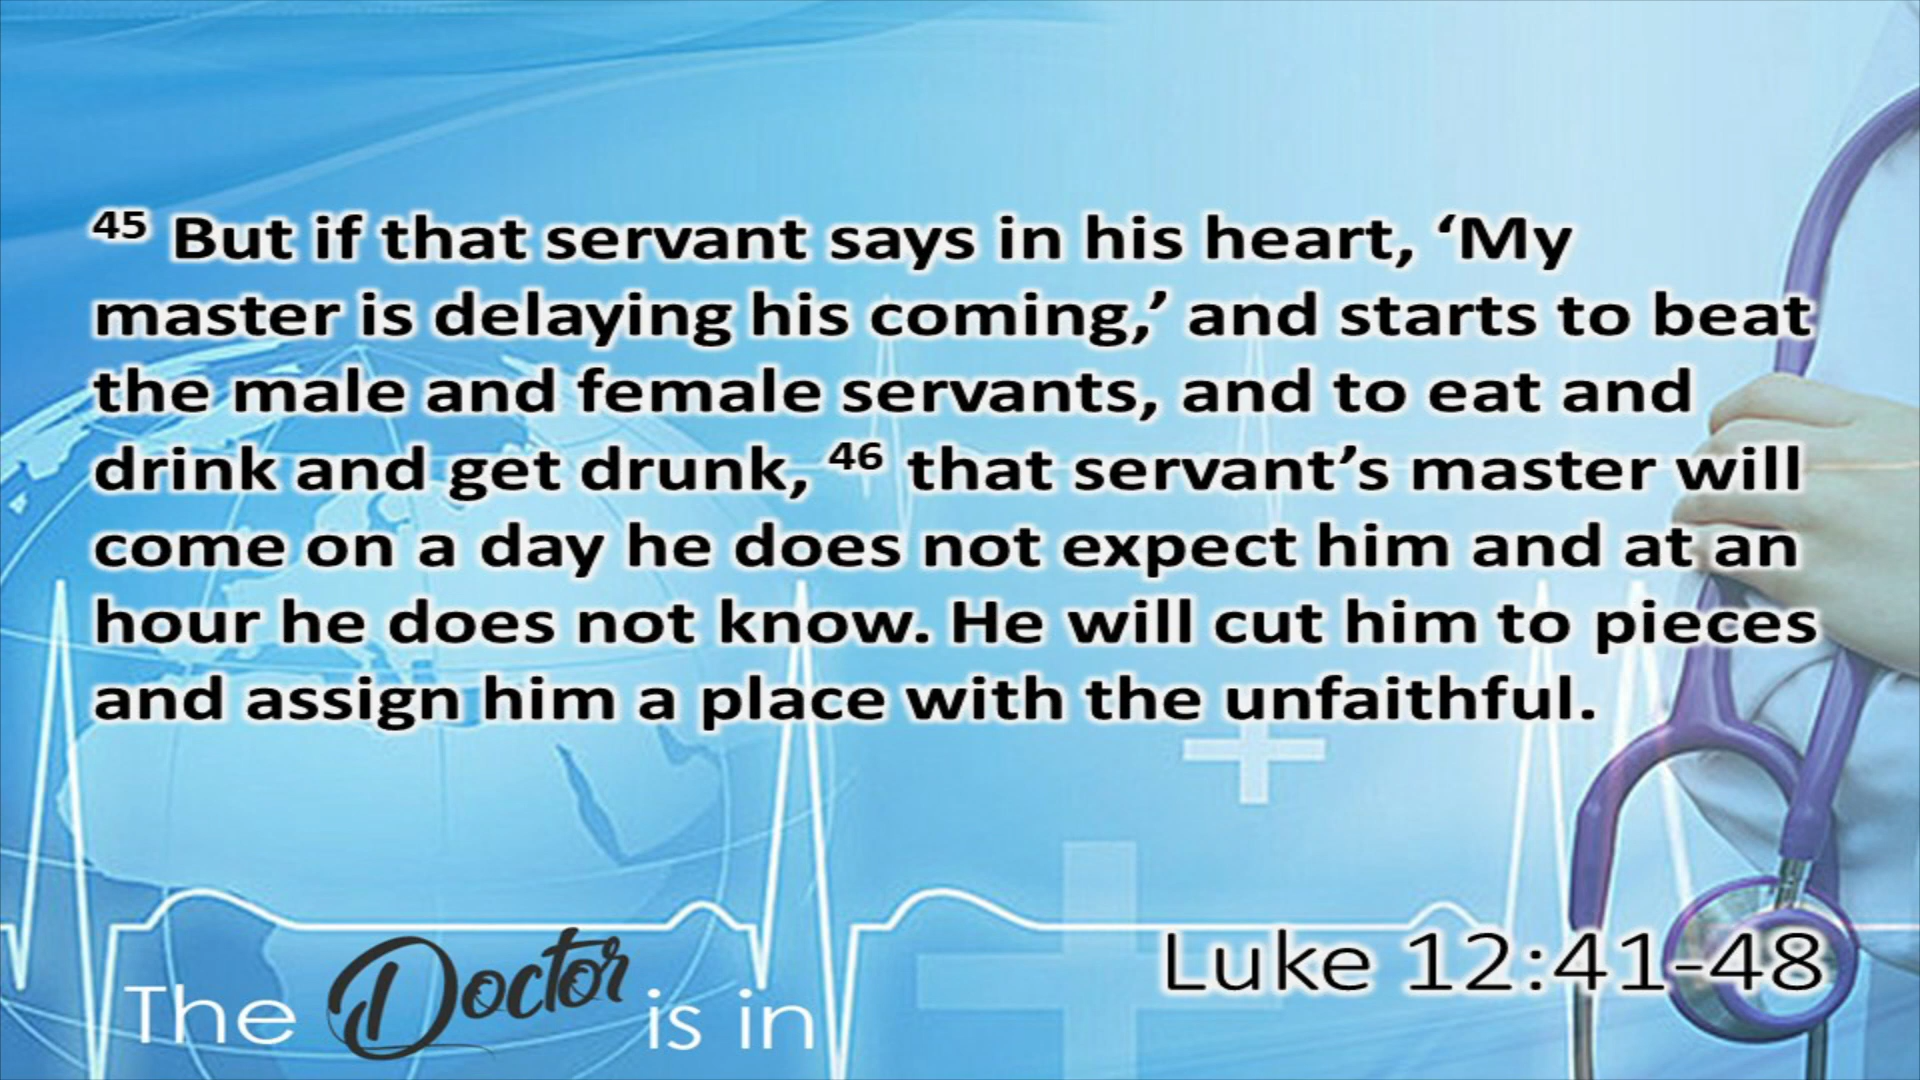 45 But if that servant says in his heart, ‘My
master is delaying his coming,’ and starts to beat
the male and female servants, and to eat and
drink and get drunk, 46 that servant’s master will
come on a day he does not expect him and at an
hour he does not know. He will cut him to pieces
and assign him a place with the unfaithful.
Luke 12:41-48
The Doctor is in